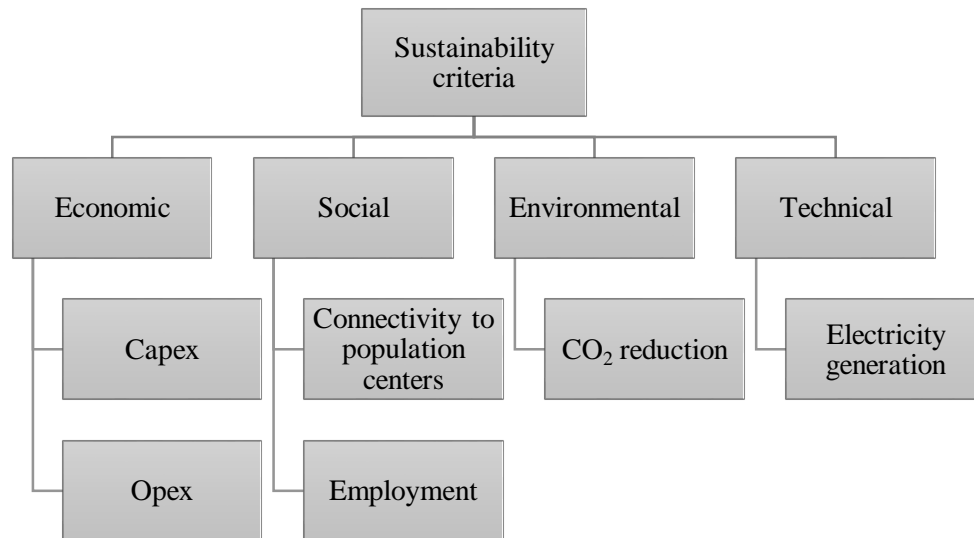 Sustainability
criteria
Economic
Social
Environmental
Technical
Capex
Connectivity to
population
centers
CO₂ reduction
Electricity
generation
Opex
Employment